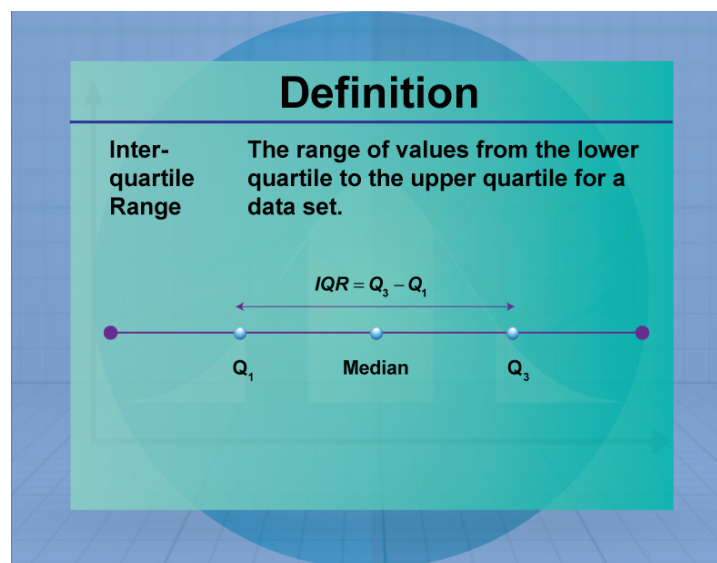 Definition
Inter-
quartile
Range
The range of values from the lower
quartile to the upper quartile for a
data set.
IQR = Q₃ − Q₁
Q₁ Median Q₃